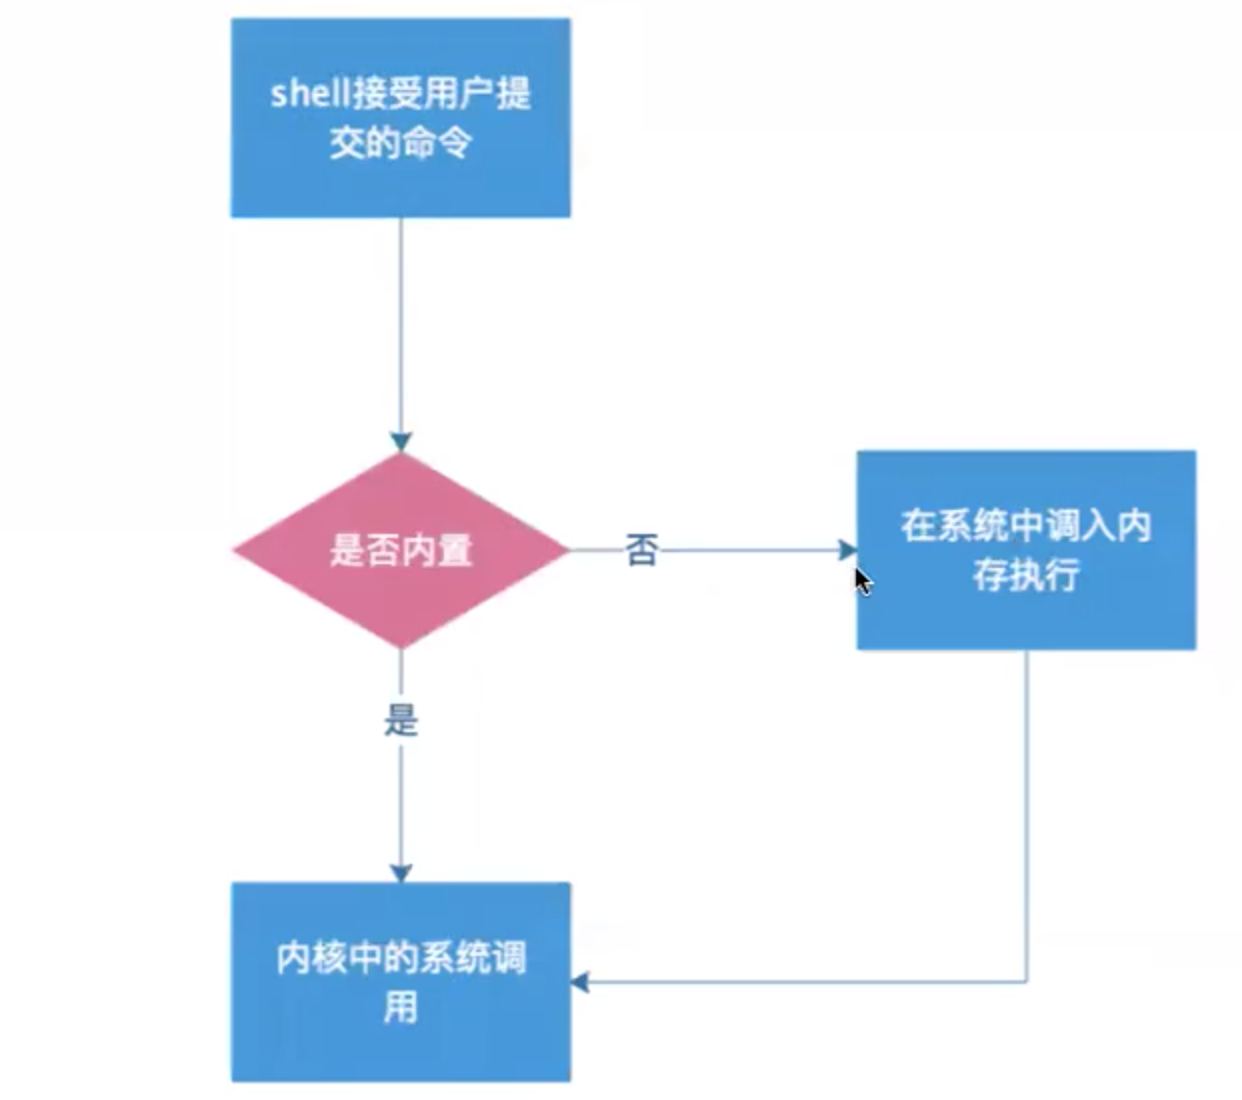 shell接受用户提
交的命令
是否内置
否
在系统中调入内
存执行
是
内核中的系统调
用